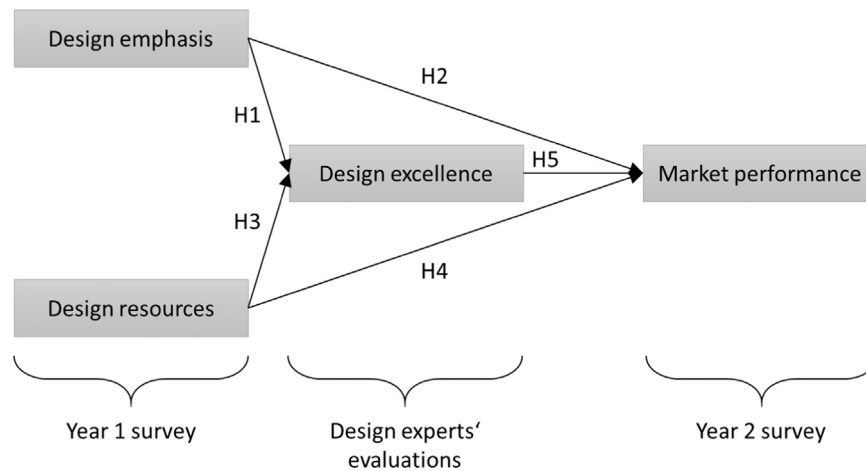 Design emphasis
H2
H1
Design excellence
H5
Market performance
H3
H4
Design resources
Year 1 survey
Design experts‘
evaluations
Year 2 survey